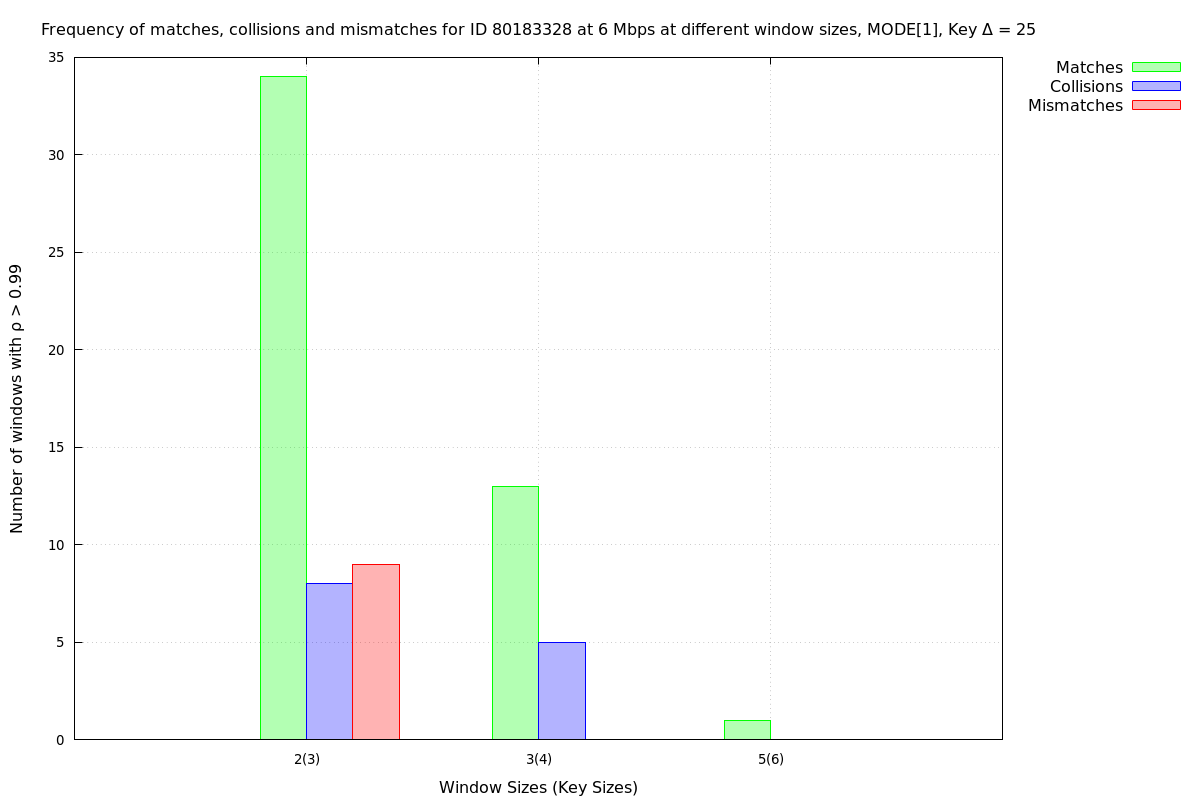 Frequency of matches, collisions and mismatches for ID 80183328 at 6 Mbps at different window sizes, MODE[1], Key Δ = 25
Matches
Collisions
Mismatches
Number of windows with ρ > 0.99
35
30
25
20
15
10
5
0
2(3) 3(4) 5(6)
Window Sizes (Key Sizes)